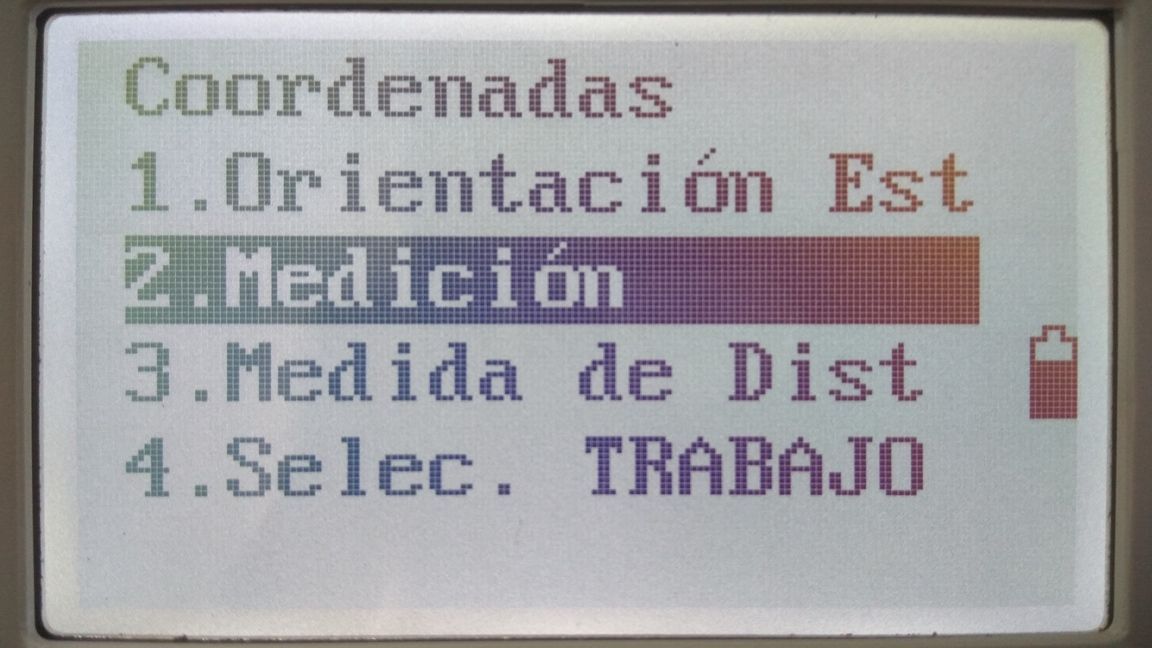 Coordenadas
1.Orientación Est
2.Medición
3.Medida de Dist
4.Selec. TRABAJO